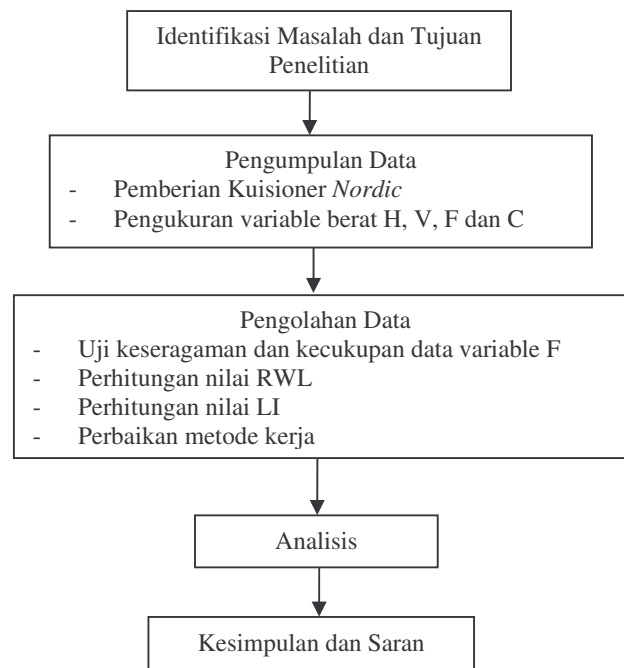 Identifikasi Masalah dan Tujuan
Penelitian
Pengumpulan Data
- Pemberian Kuisioner Nordic
- Pengukuran variable berat H, V, F dan C
Pengolahan Data
- Uji keseragaman dan kecukupan data variable F
- Perhitungan nilai RWL
- Perhitungan nilai LI
- Perbaikan metode kerja
Analisis
Kesimpulan dan Saran